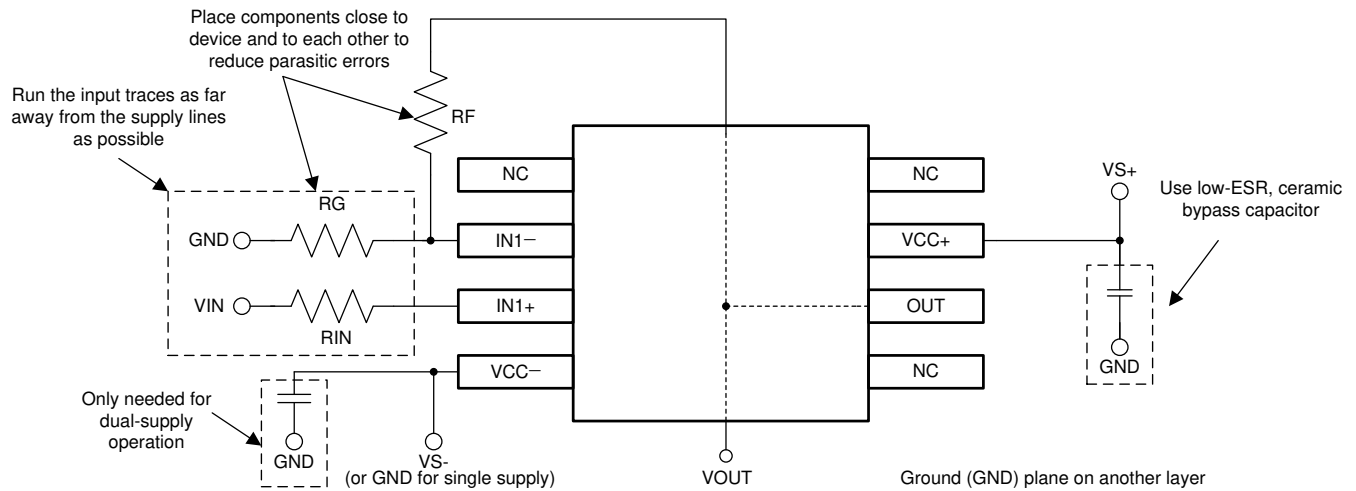 Place components close to
device and to each other to
reduce parasitic errors
Run the input traces as far
away from the supply lines
as possible
RF
NC
NC
VS+
Use low-ESR, ceramic
bypass capacitor
RG
GND
IN1−
VCC+
VIN
IN1+
OUT
RIN
GND
VCC−
NC
Only needed for
dual-supply
operation
GND
VS-
(or GND for single supply)
VOUT
Ground (GND) plane on another layer